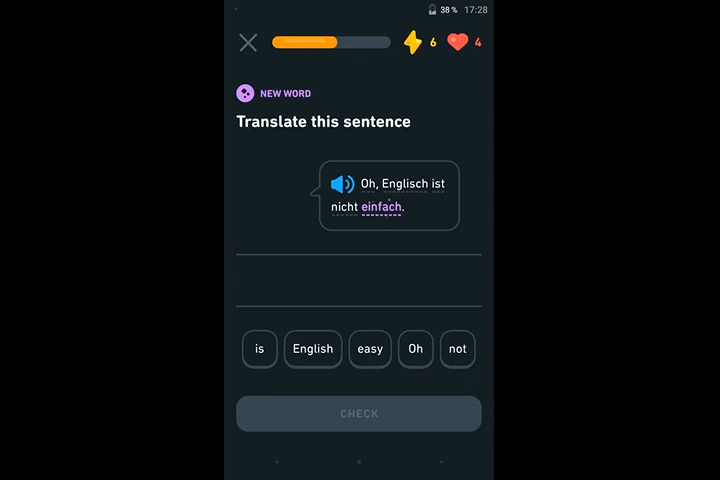 38 % 17:28
6 4
NEW WORD
Translate this sentence
Oh, Englisch ist
nicht einfach.
is English easy Oh not
CHECK